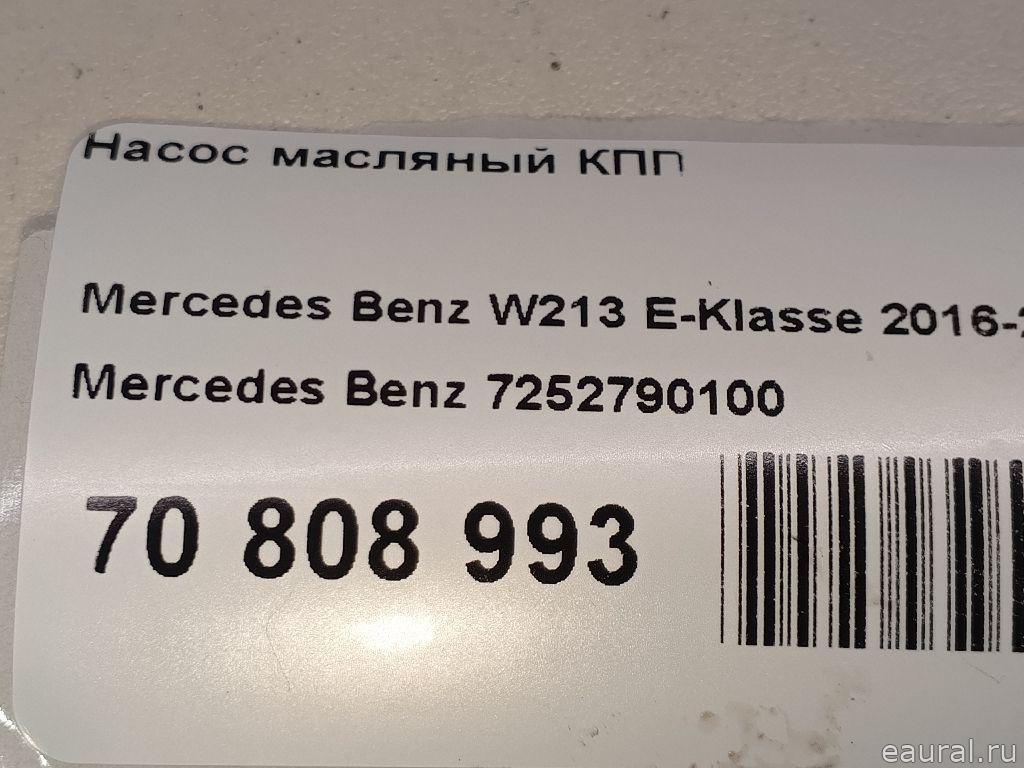 Насос масляный КПП
Mercedes Benz W213 E-Klasse 2016-
Mercedes Benz 7252790100
70 808 993
eaural.ru